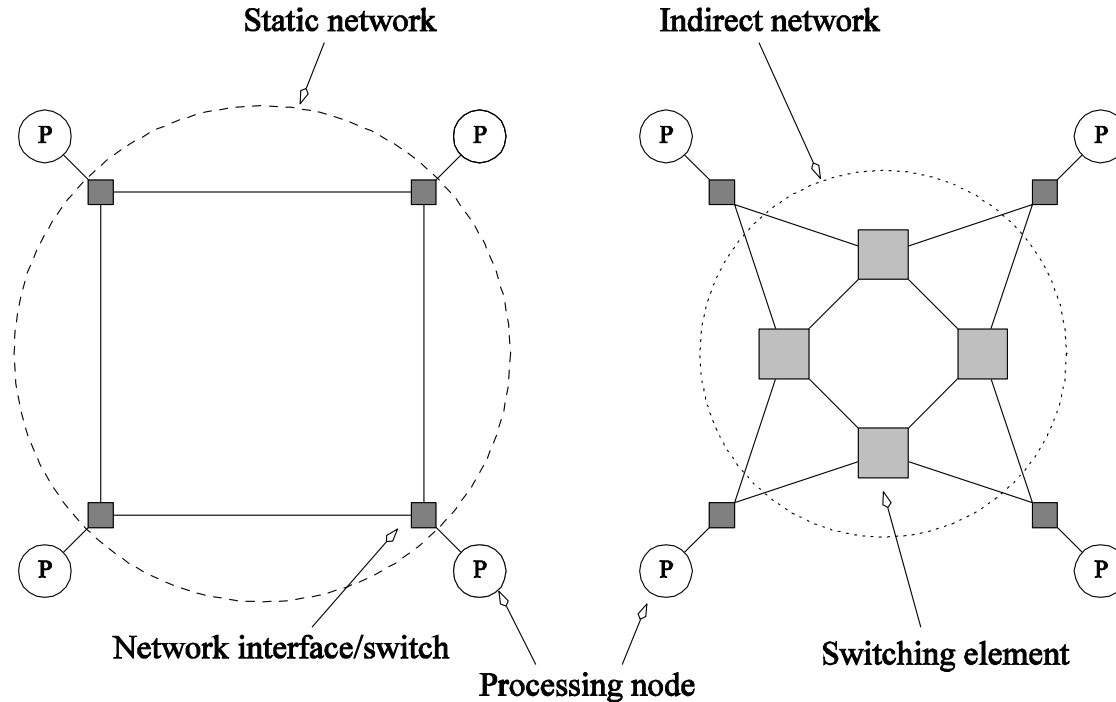 Static network
Indirect network
P
P
P
P
P
P
P
P
Network interface/switch
Switching element
Processing node